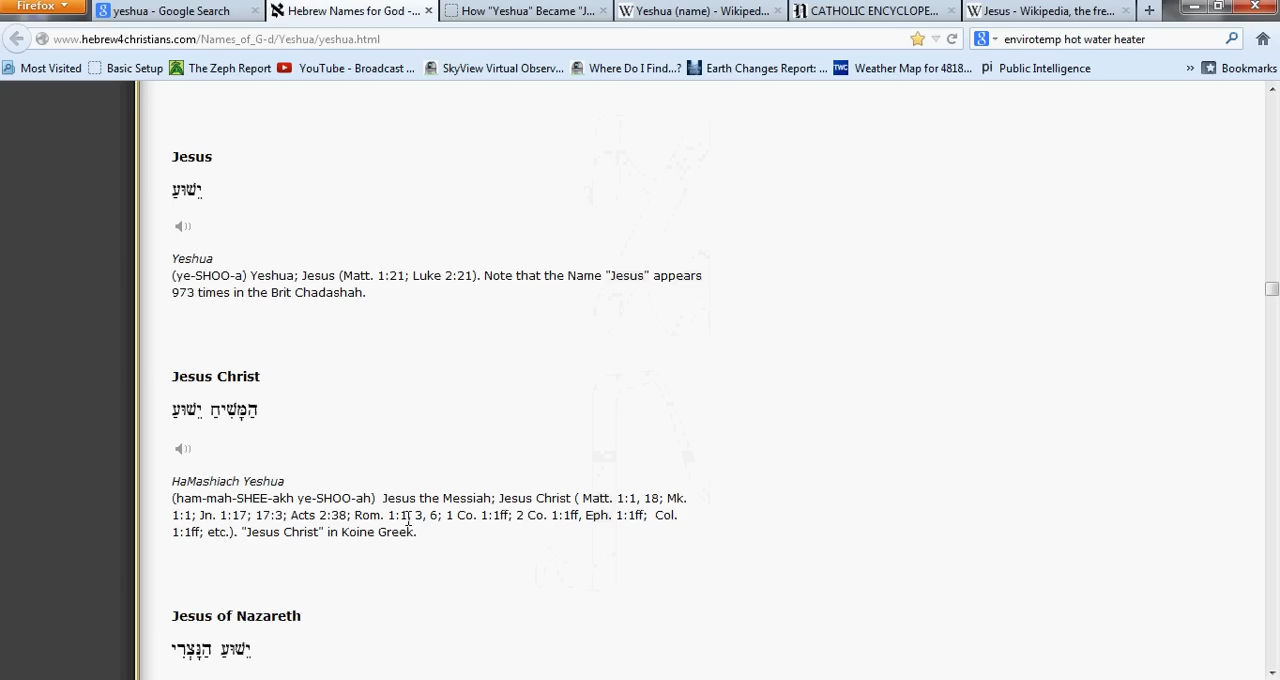 Firefox
yeshua - Google Search
Hebrew Names for God -...
How "Yeshua" Became "J...
Yeshua (name) - Wikiped...
CATHOLIC ENCYCLOPE...
Jesus - Wikipedia, the fre...
www.hebrew4christians.com/Names_of_G-d/Yeshua/yeshua.html
envirotemp hot water heater
Most Visited
Basic Setup
The Zeph Report
YouTube - Broadcast ...
SkyView Virtual Observ...
Where Do I Find...?
Earth Changes Report: ...
TWC
Weather Map for 4818...
pi Public Intelligence
»
Bookmarks
Jesus
יֵשׁוּעַ
Yeshua
(ye-SHOO-a) Yeshua; Jesus (Matt. 1:21; Luke 2:21). Note that the Name "Jesus" appears
973 times in the Brit Chadashah.
Jesus Christ
הַמָּשִׁיחַ יֵשׁוּעַ
HaMashiach Yeshua
(ham-mah-SHEE-akh ye-SHOO-ah)  Jesus the Messiah; Jesus Christ ( Matt. 1:1, 18; Mk.
1:1; Jn. 1:17; 17:3; Acts 2:38; Rom. 1:1, 3, 6; 1 Co. 1:1ff; 2 Co. 1:1ff, Eph. 1:1ff;  Col.
1:1ff; etc.). "Jesus Christ" in Koine Greek.
Jesus of Nazareth
יֵשׁוּעַ הַנָּצְרִי